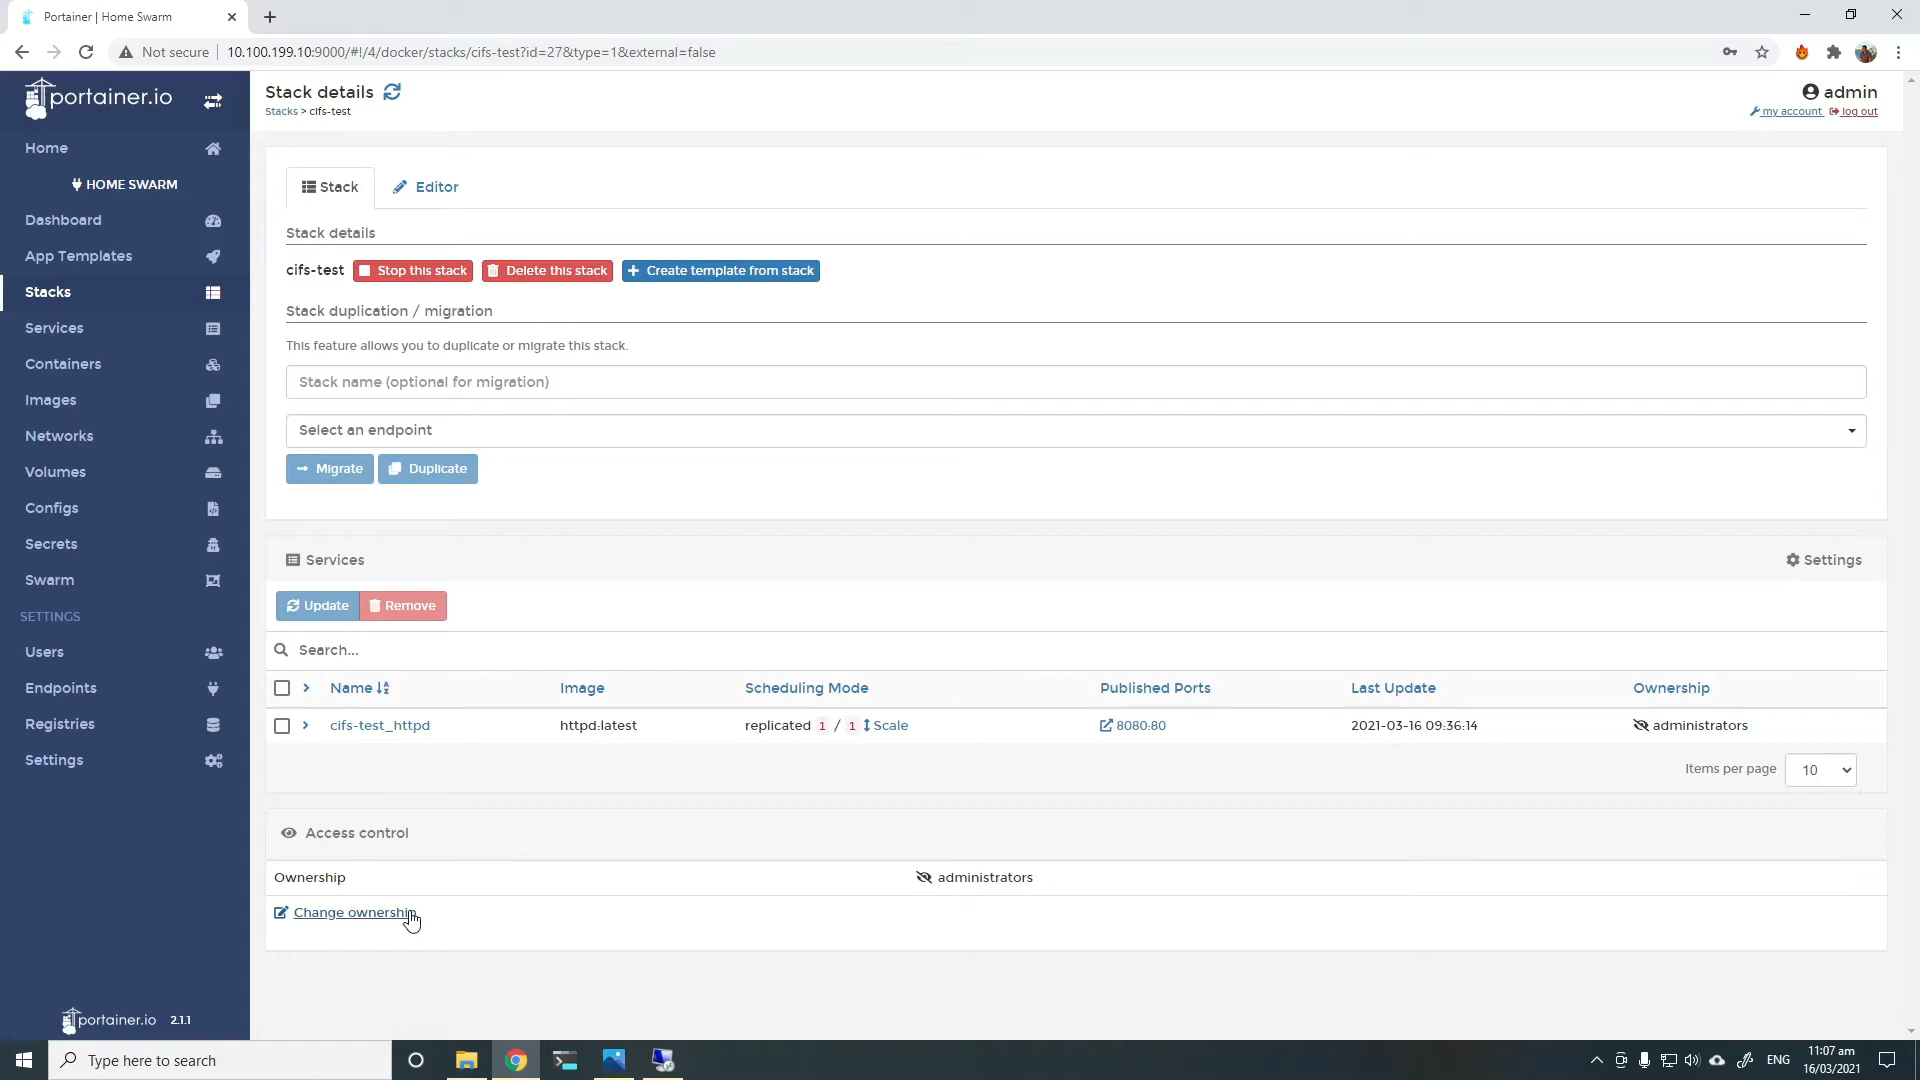 Portainer | Home Swarm
Not secure
10.100.199.10:9000/#!/4/docker/stacks/cifs-test?id=27&type=1&external=false
portainer.io
Home
HOME SWARM
Dashboard
App Templates
Stacks
Services
Containers
Images
Networks
Volumes
Configs
Secrets
Swarm
SETTINGS
Users
Endpoints
Registries
Settings
portainer.io 2.1.1
Stack details
Stacks > cifs-test
admin
my account log out
Stack Editor
Stack details
cifs-test Stop this stack Delete this stack + Create template from stack
Stack duplication / migration
This feature allows you to duplicate or migrate this stack.
Stack name (optional for migration)
Select an endpoint
Migrate Duplicate
Services Settings
Update Remove
Search...
Name Image Scheduling Mode Published Ports Last Update Ownership
cifs-test_httpd httpd:latest replicated 1 / 1 Scale 8080:80 2021-03-16 09:36:14 administrators
Items per page 10
Access control
Ownership administrators
Change ownership
Type here to search
ENG
11:07 am
16/03/2021